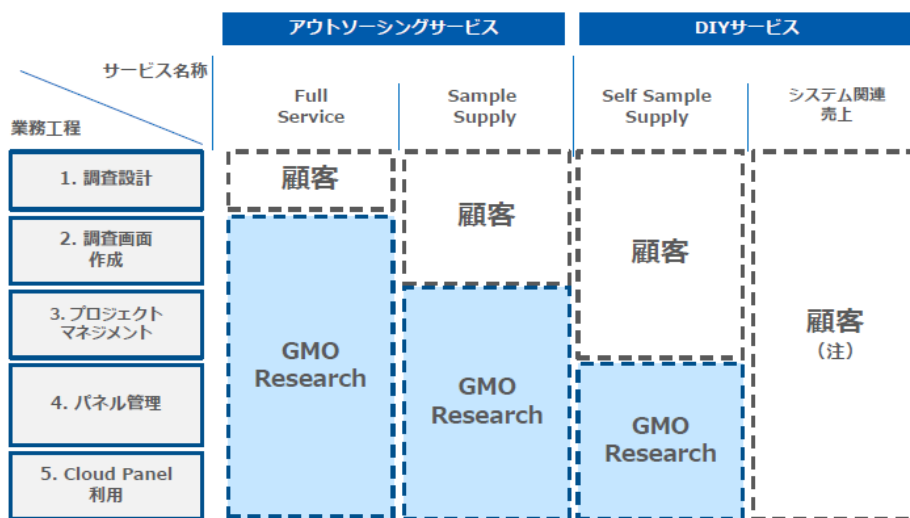 アウトソーシングサービス
DIYサービス
サービス名称
業務工程
Full
Service
Sample
Supply
Self Sample
Supply
システム関連
売上
1. 調査設計
2. 調査画面
作成
3. プロジェクト
マネジメント
4. パネル管理
5. Cloud Panel
利用
顧客
GMO
Research
顧客
GMO
Research
顧客
GMO
Research
顧客
（注）